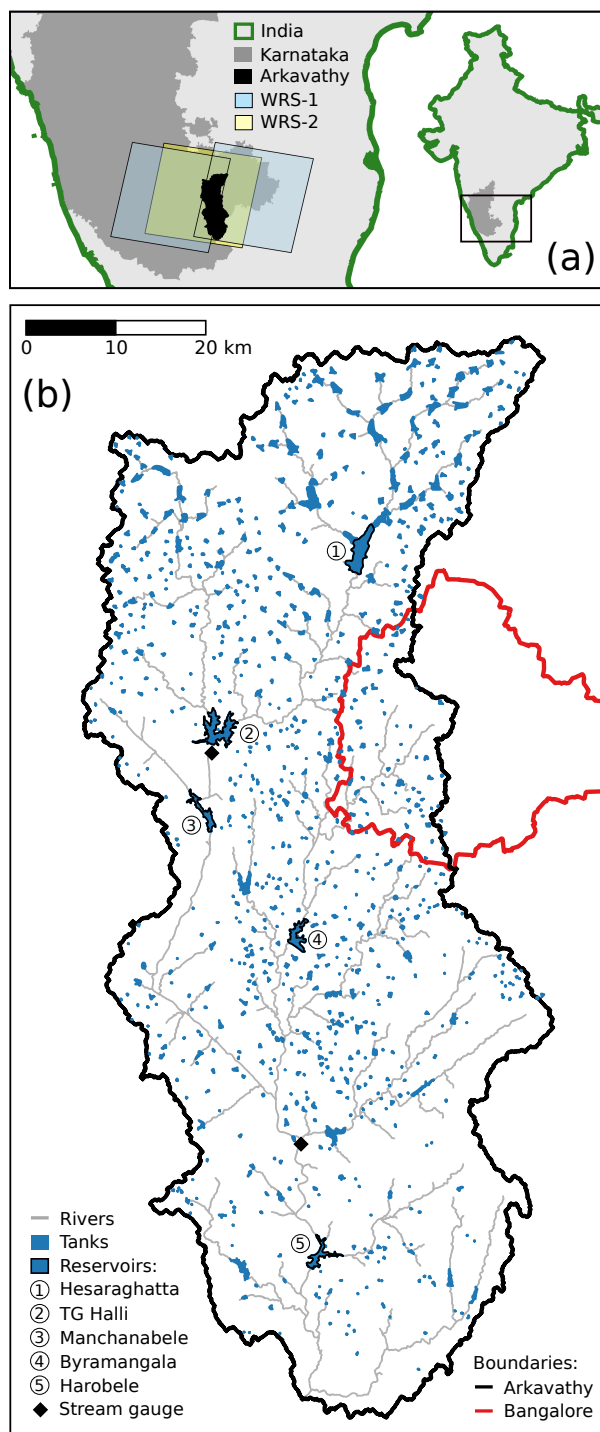 India
Karnataka
Arkavathy
WRS-1
WRS-2
(a)
0 10 20 km
(b)
①
②
③
④
⑤
Rivers
Tanks
Reservoirs:
① Hesaraghatta
② TG Halli
③ Manchanabele
④ Byramangala
⑤ Harobele
Stream gauge
Boundaries:
Arkavathy
Bangalore